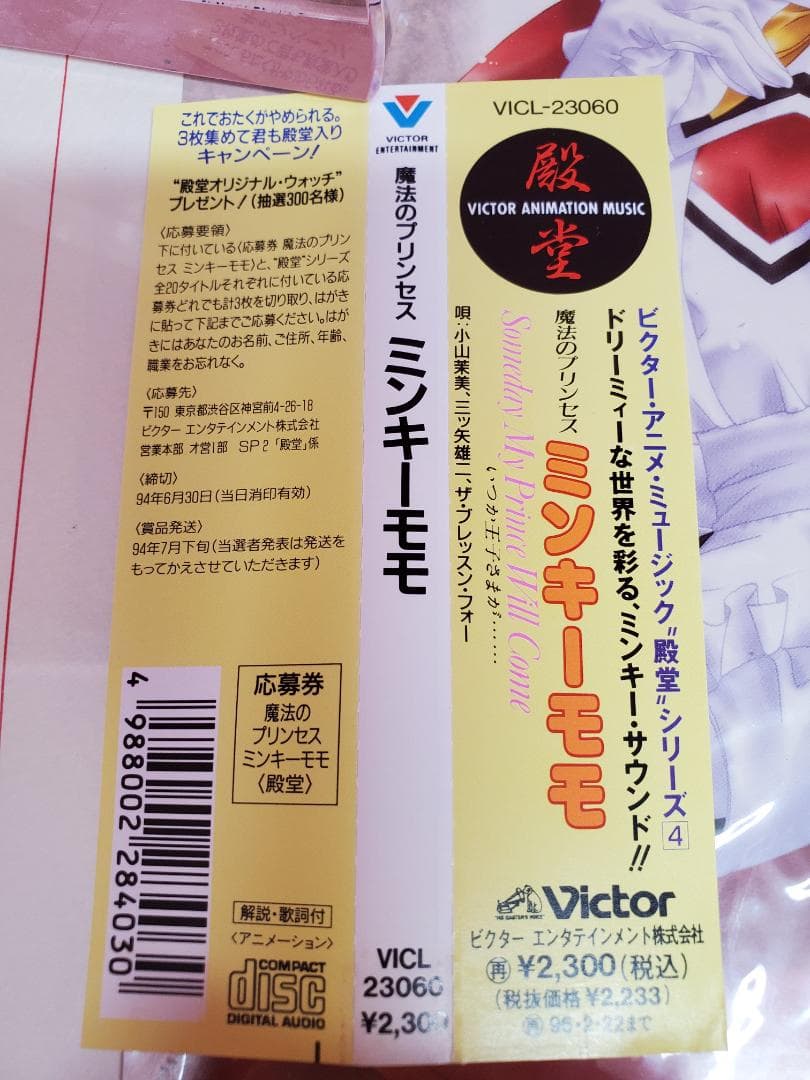 これでおたくがやめられる。
3枚集めて君も殿堂入り
キャンペーン!
“殿堂オリジナル・ウォッチ”
プレゼント!(抽選300名様)
〈応募要領〉
下に付いている〈応募券 魔法のプリン
セス ミンキーモモ〉と、“殿堂”シリーズ
全20タイトルそれぞれに付いている応
募券どれでも計3枚を切り取り、はがき
に貼って下記までご応募ください。はが
きにはあなたのお名前、ご住所、年齢、
職業をお忘れなく。
〈応募先〉
〒150 東京都渋谷区神宮前4-26-18
ビクター エンタテインメント株式会社
営業本部 オ営1部 SP2「殿堂」係
〈締切〉
94年6月30日(当日消印有効)
〈賞品発送〉
94年7月下旬(当選者発表は発送を
もってかえさせていただきます)
4 988002 284030
応募券
魔法の
プリンセス
ミンキーモモ
〈殿堂〉
解説・歌詞付
〈アニメーション〉
COMPACT
disc
DIGITAL AUDIO
VICTOR
ENTERTAINMENT
魔法のプリンセス ミンキーモモ
VICL
23060
¥2,300
VICL-23060
殿
VICTOR ANIMATION MUSIC
堂
ビクター・アニメ・ミュージック“殿堂”シリーズ4
ドリーミィーな世界を彩る、ミンキー・サウンド!!
魔法のプリンセス ミンキーモモ
Someday My Prince Will Come
いつか王子さまが……
唄:小山茉美、三ツ矢雄二、ザ・ブレッスン・フォー
"HIS MASTER'S VOICE"
Victor
ビクター エンタテインメント株式会社
再 ¥2,300(税込)
(税抜価格¥2,233)
再 96・2・22まで